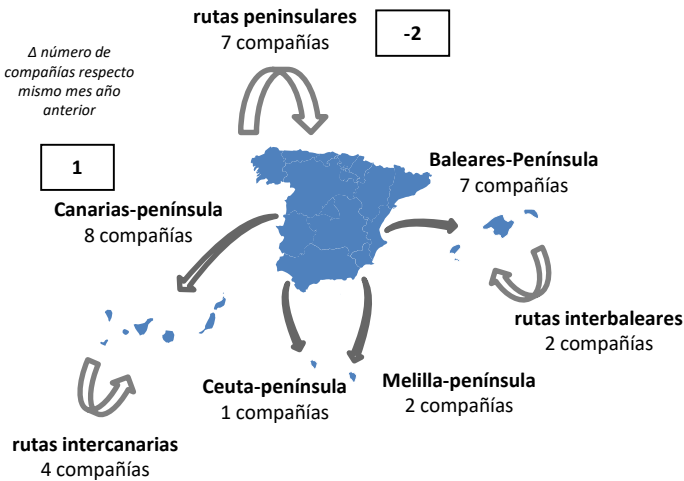 rutas peninsulares
7 compañías
-2
Δ número de
compañías respecto
mismo mes año
anterior
1
Canarias-península
8 compañías
Baleares-Península
7 compañías
rutas interbaleares
2 compañías
Ceuta-península
1 compañías
Melilla-península
2 compañías
rutas intercanarias
4 compañías